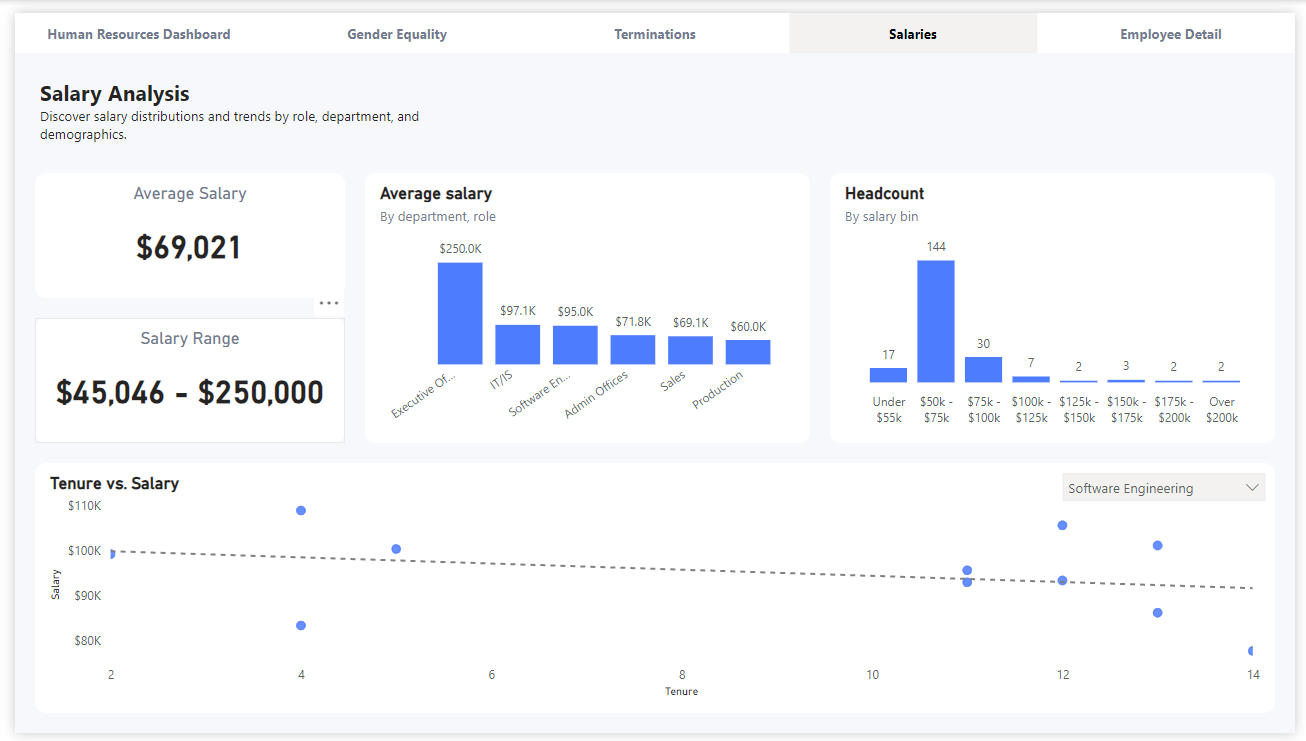 Human Resources Dashboard
Gender Equality
Terminations
Salaries
Employee Detail
Salary Analysis
Discover salary distributions and trends by role, department, and
demographics.
Average Salary
$69,021
Salary Range
$45,046 - $250,000
Average salary
By department, role
$250.0K
$97.1K
$95.0K
$71.8K
$69.1K
$60.0K
Executive Of...
IT/IS
Software En...
Admin Offices
Sales
Production
Headcount
By salary bin
144
17
30
7
2
3
2
2
Under
$55k
$50k -
$75k
$75k -
$100k
$100k -
$125k
$125k -
$150k
$150k -
$175k
$175k -
$200k
Over
$200k
Tenure vs. Salary
Software Engineering
$110K
$100K
$90K
$80K
Salary
2
4
6
8
10
12
14
Tenure